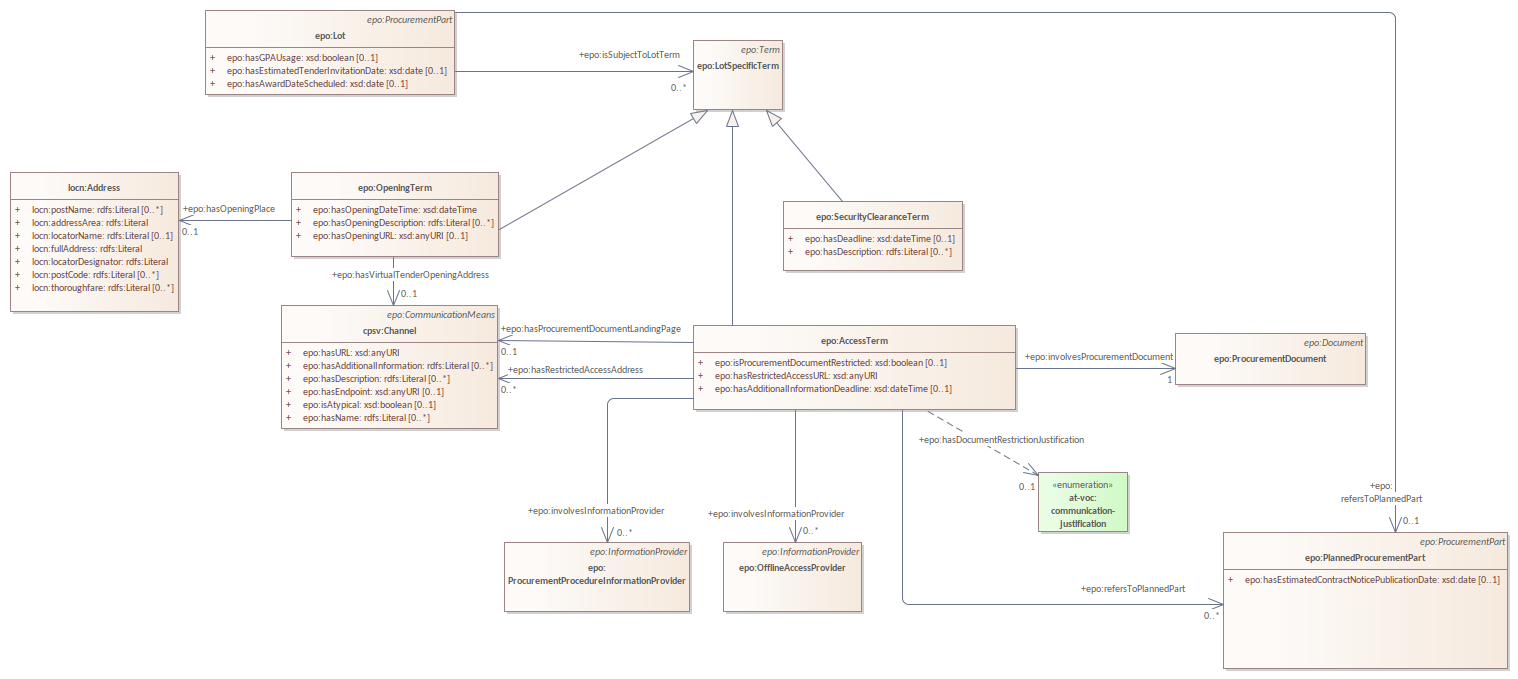 epo:ProcurementPart
epo:Lot
+ epo:hasGPAUsage: xsd:boolean [0..1]
+ epo:hasEstimatedTenderInvitationDate: xsd:date [0..1]
+ epo:hasAwardDateScheduled: xsd:date [0..1]
+epo:isSubjectToLotTerm
0..*
epo:Term
epo:LotSpecificTerm
locn:Address
+ locn:postName: rdfs:Literal [0..*]
+ locn:addressArea: rdfs:Literal
+ locn:locatorName: rdfs:Literal [0..1]
+ locn:fullAddress: rdfs:Literal
+ locn:locatorDesignator: rdfs:Literal
+ locn:postCode: rdfs:Literal [0..*]
+ locn:thoroughfare: rdfs:Literal [0..*]
+epo:hasOpeningPlace
0..1
epo:OpeningTerm
+ epo:hasOpeningDateTime: xsd:dateTime
+ epo:hasOpeningDescription: rdfs:Literal [0..*]
+ epo:hasOpeningURL: xsd:anyURI [0..1]
epo:SecurityClearanceTerm
+ epo:hasDeadline: xsd:dateTime [0..1]
+ epo:hasDescription: rdfs:Literal [0..*]
+epo:hasVirtualTenderOpeningAddress
0..1
epo:CommunicationMeans
cpsv:Channel
+ epo:hasURL: xsd:anyURI
+ epo:hasAdditionalInformation: rdfs:Literal [0..*]
+ epo:hasDescription: rdfs:Literal [0..*]
+ epo:hasEndpoint: xsd:anyURI [0..1]
+ epo:isAtypical: xsd:boolean [0..1]
+ epo:hasName: rdfs:Literal [0..*]
+epo:hasProcurementDocumentLandingPage
0..1
+epo:hasRestrictedAccessAddress
0..*
epo:AccessTerm
+ epo:isProcurementDocumentRestricted: xsd:boolean [0..1]
+ epo:hasRestrictedAccessURL: xsd:anyURI
+ epo:hasAdditionalInformationDeadline: xsd:dateTime [0..1]
+epo:involvesProcurementDocument
1
epo:Document
epo:ProcurementDocument
+epo:hasDocumentRestrictionJustification
0..1
«enumeration»
at-voc:
communication-
justification
+epo:
refersToPlannedPart
0..1
+epo:involvesInformationProvider
0..*
+epo:involvesInformationProvider
0..*
epo:InformationProvider
epo:
ProcurementProcedureInformationProvider
epo:InformationProvider
epo:OfflineAccessProvider
+epo:refersToPlannedPart
0..*
epo:ProcurementPart
epo:PlannedProcurementPart
+ epo:hasEstimatedContractNoticePublicationDate: xsd:date [0..1]